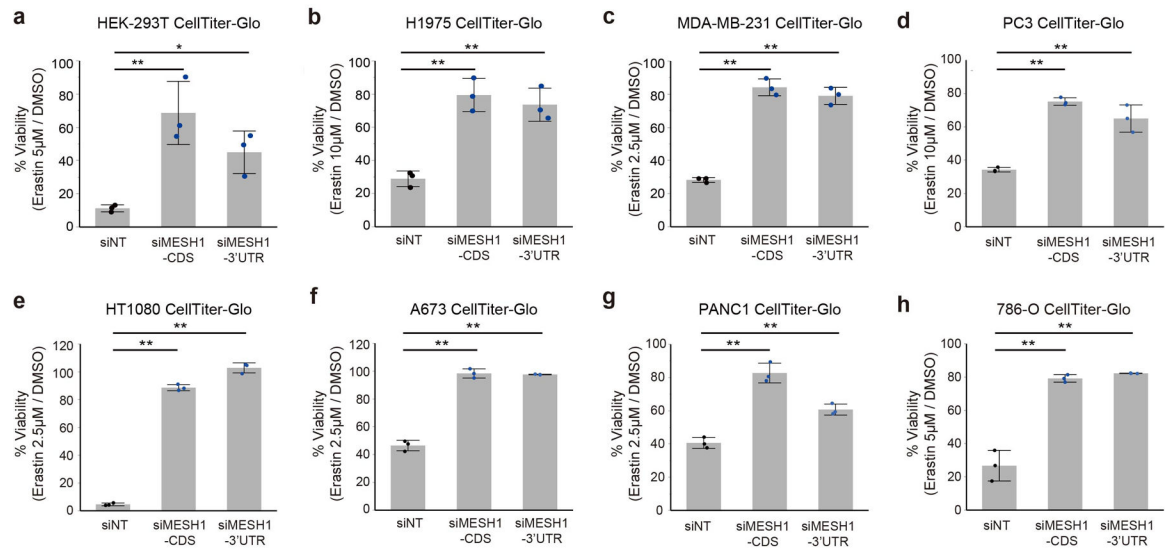 a
HEK-293T CellTiter-Glo
*
**
% Viability
(Erastin 5µM / DMSO)
100
80
60
40
20
0
siNT
siMESH1
-CDS
siMESH1
-3'UTR
b
H1975 CellTiter-Glo
**
**
% Viability
(Erastin 10µM / DMSO)
100
80
60
40
20
0
siNT
siMESH1
-CDS
siMESH1
-3'UTR
c
MDA-MB-231 CellTiter-Glo
**
**
% Viability
(Erastin 2.5µM / DMSO)
100
80
60
40
20
0
siNT
siMESH1
-CDS
siMESH1
-3'UTR
d
PC3 CellTiter-Glo
**
**
% Viability
(Erastin 10µM / DMSO)
100
80
60
40
20
0
siNT
siMESH1
-CDS
siMESH1
-3'UTR
e
HT1080 CellTiter-Glo
**
**
% Viability
(Erastin 2.5µM / DMSO)
120
100
80
60
40
20
0
siNT
siMESH1
-CDS
siMESH1
-3'UTR
f
A673 CellTiter-Glo
**
**
% Viability
(Erastin 2.5µM / DMSO)
120
100
80
60
40
20
0
siNT
siMESH1
-CDS
siMESH1
-3'UTR
g
PANC1 CellTiter-Glo
**
**
% Viability
(Erastin 2.5µM / DMSO)
100
80
60
40
20
0
siNT
siMESH1
-CDS
siMESH1
-3'UTR
h
786-O CellTiter-Glo
**
**
% Viability
(Erastin 5µM / DMSO)
100
80
60
40
20
0
siNT
siMESH1
-CDS
siMESH1
-3'UTR